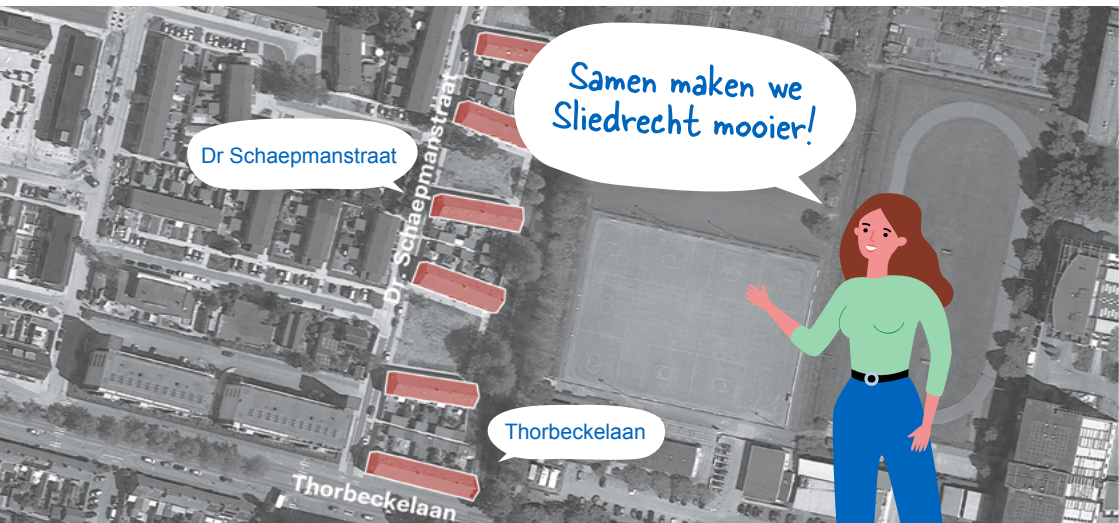 Samen maken we
Sliedrecht mooier!
Dr Schaepmanstraat
Dr Schaepmanstraat
Thorbeckelaan
Thorbeckelaan